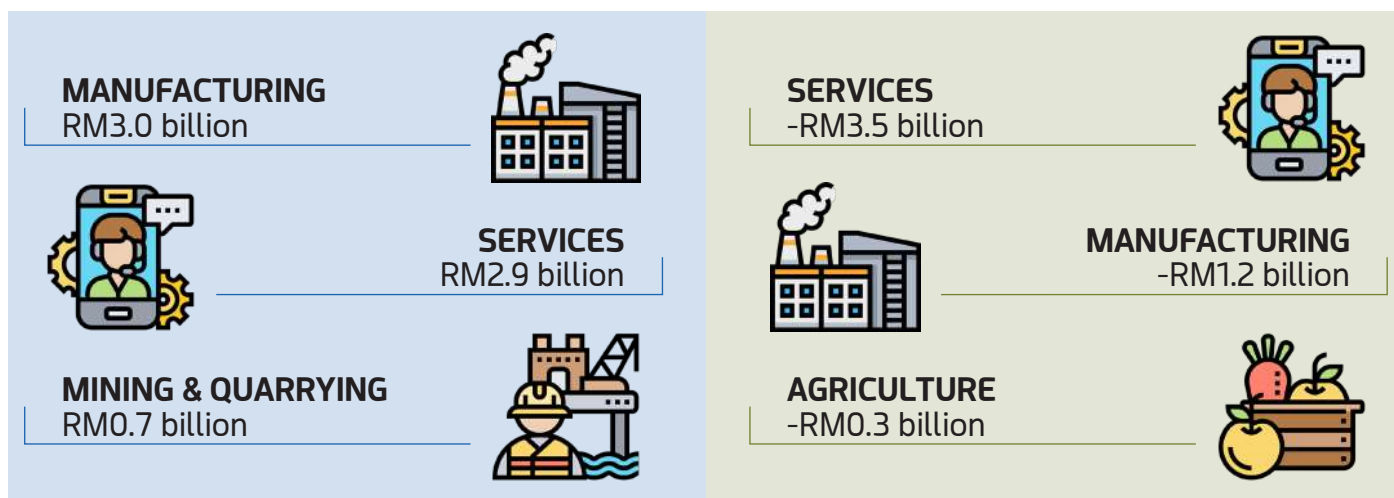 MANUFACTURING
RM3.0 billion
SERVICES
RM2.9 billion
MINING & QUARRYING
RM0.7 billion
SERVICES
-RM3.5 billion
MANUFACTURING
-RM1.2 billion
AGRICULTURE
-RM0.3 billion